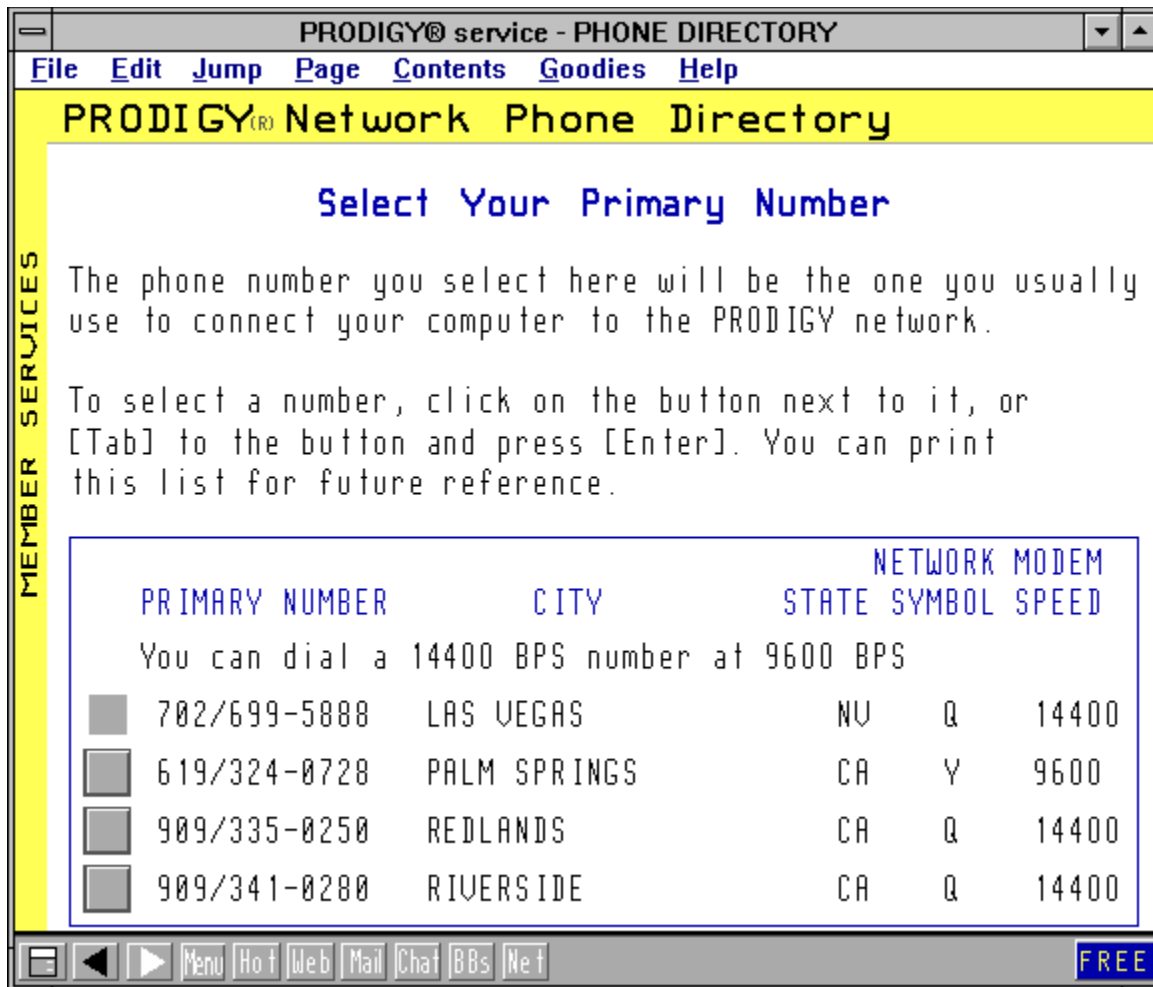 PRODIGY® service - PHONE DIRECTORY
File Edit Jump Page Contents Goodies Help
PRODIGY(R) Network Phone Directory
MEMBER SERVICES
Select Your Primary Number
The phone number you select here will be the one you usually
use to connect your computer to the PRODIGY network.
To select a number, click on the button next to it, or
[Tab] to the button and press [Enter]. You can print
this list for future reference.
NETWORK MODEM
PRIMARY NUMBER CITY STATE SYMBOL SPEED
You can dial a 14400 BPS number at 9600 BPS
702/699-5888 LAS VEGAS NV Q 14400
619/324-0728 PALM SPRINGS CA Y 9600
909/335-0250 REDLANDS CA Q 14400
909/341-0280 RIVERSIDE CA Q 14400
Menu Hot Web Mail Chat BBs Net FREE